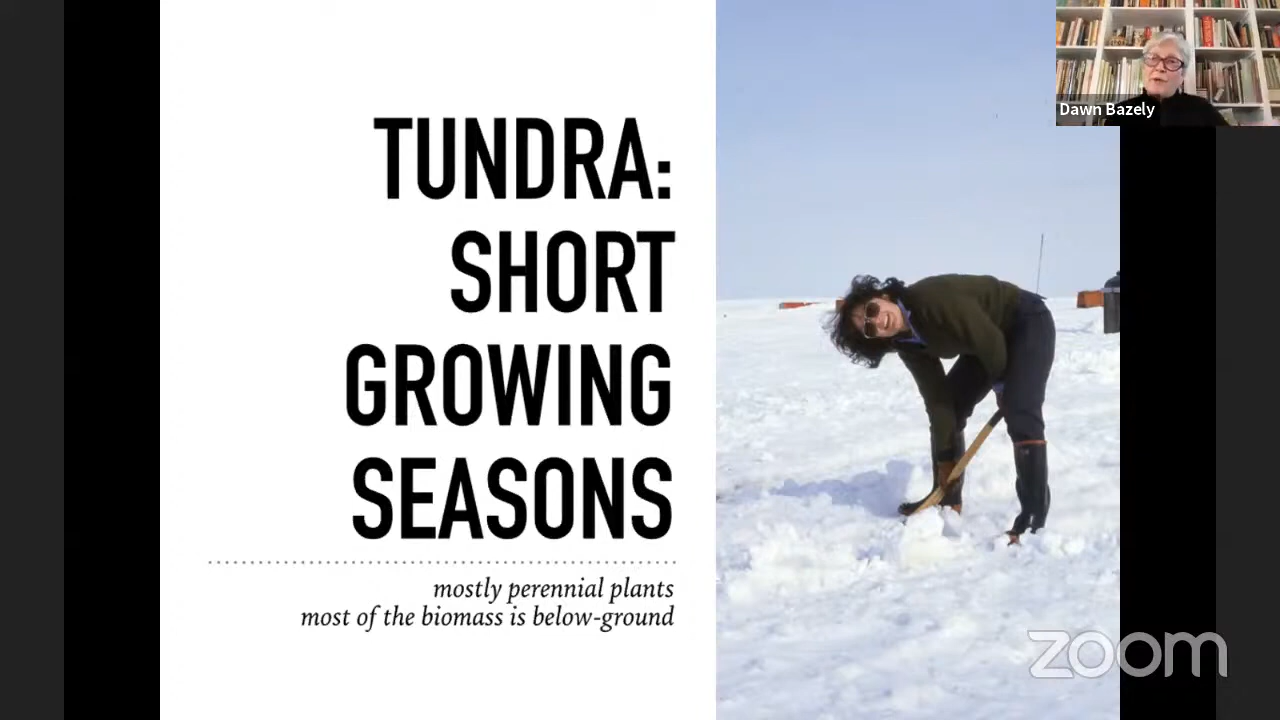 TUNDRA:
SHORT
GROWING
SEASONS
mostly perennial plants
most of the biomass is below-ground
Dawn Bazely
zoom